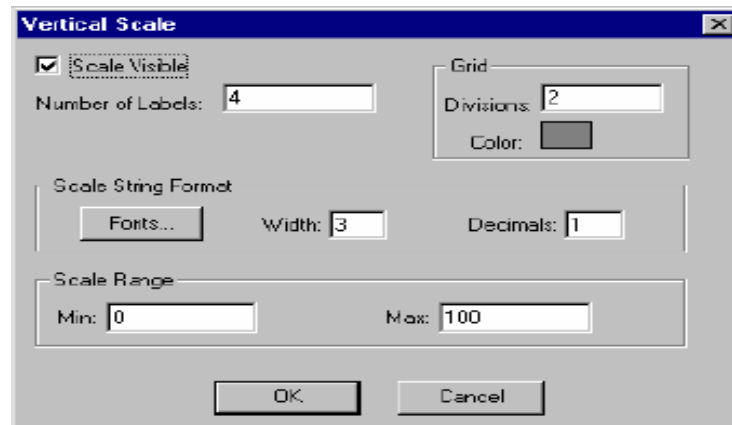 Vertical Scale
Scale Visible
Number of Labels: 4
Grid
Divisions: 2
Color:
Scale String Format
Fonts... Width: 3 Decimals: 1
Scale Range
Min: 0 Max: 100
OK Cancel